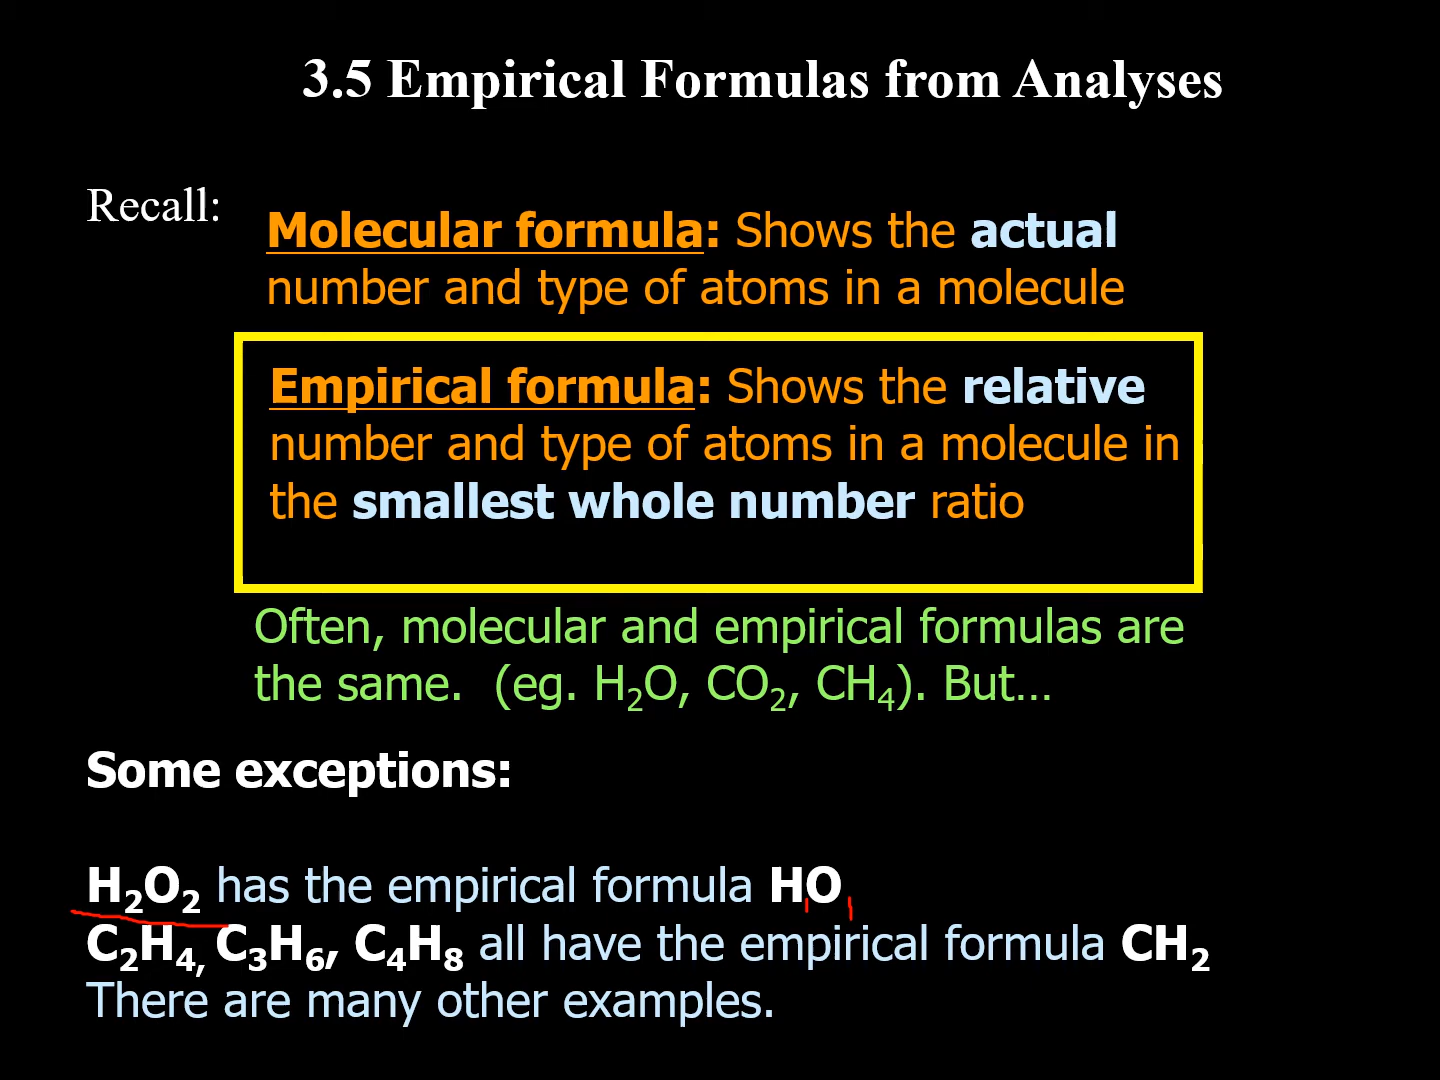 3.5 Empirical Formulas from Analyses
Recall:
Molecular formula: Shows the actual
number and type of atoms in a molecule
Empirical formula: Shows the relative
number and type of atoms in a molecule in
the smallest whole number ratio
Often, molecular and empirical formulas are
the same. (eg. H₂O, CO₂, CH₄). But...
Some exceptions:
H₂O₂ has the empirical formula HO
C₂H₄, C₃H₆, C₄H₈ all have the empirical formula CH₂
There are many other examples.